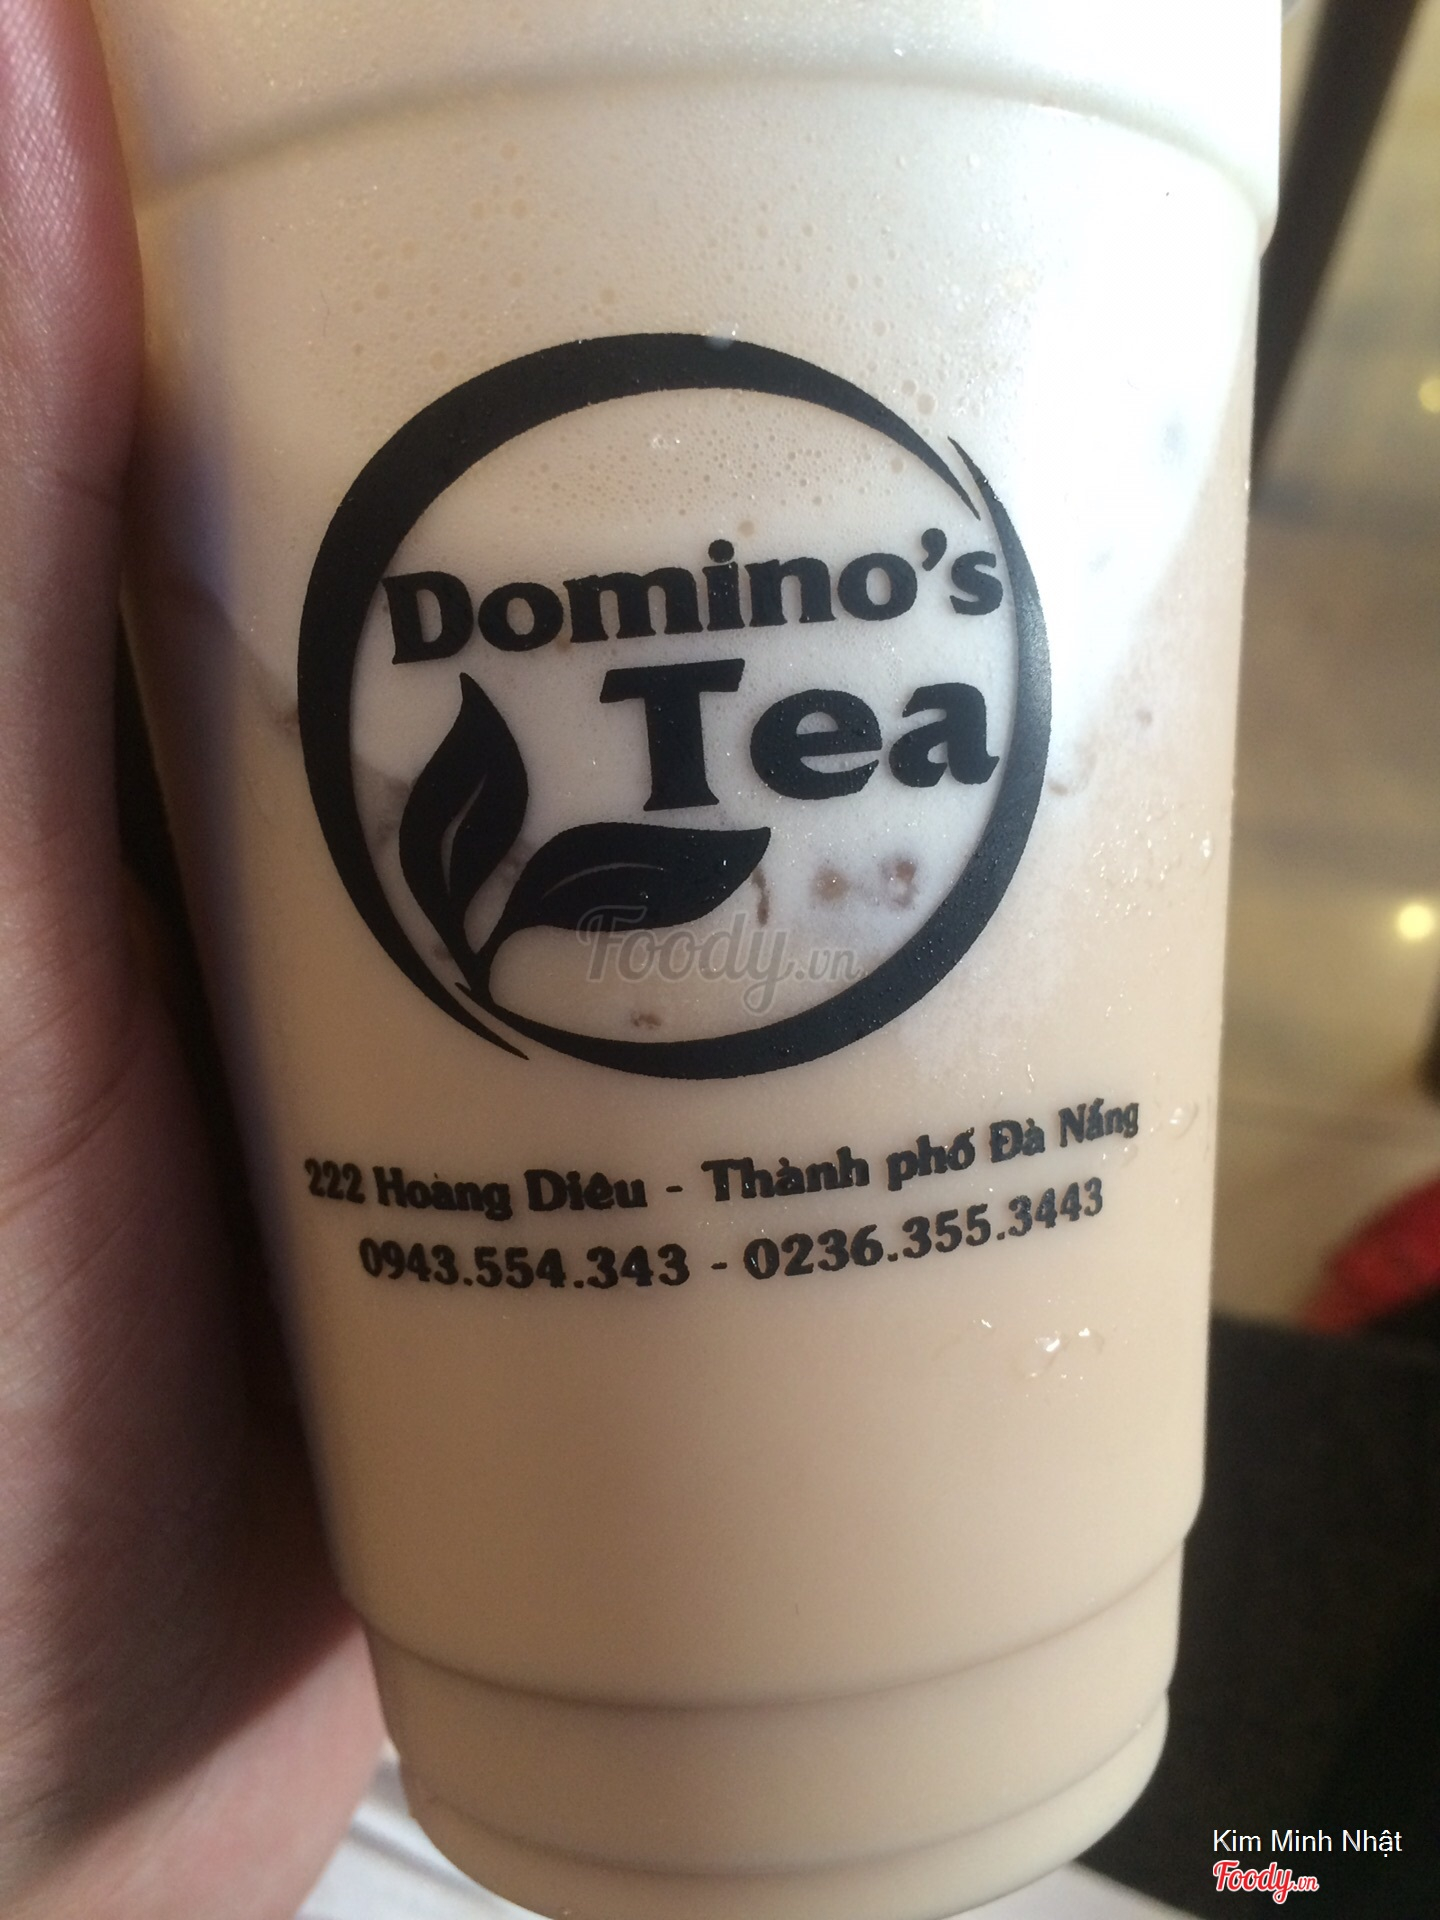 Domino's
Tea
Foody.vn
222 Hoàng Diệu - Thành phố Đà Nẵng
0943.554.343 - 0236.355.3443
Kim Minh Nhật
Foody.vn